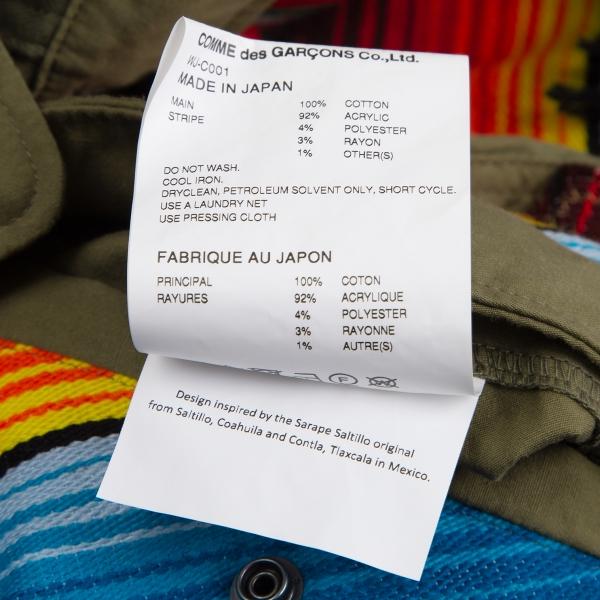 COMME des GARÇONS Co.,Ltd.
WJ-C001
MADE IN JAPAN
MAIN 100% COTTON
STRIPE 92% ACRYLIC
4% POLYESTER
3% RAYON
1% OTHER(S)
DO NOT WASH.
COOL IRON.
DRYCLEAN, PETROLEUM SOLVENT ONLY, SHORT CYCLE.
USE A LAUNDRY NET
USE PRESSING CLOTH
FABRIQUE AU JAPON
PRINCIPAL 100% COTON
RAYURES 92% ACRYLIQUE
4% POLYESTER
3% RAYONNE
1% AUTRE(S)
F W
Design inspired by the Sarape Saltillo original
from Saltillo, Coahuila and Contla, Tlaxcala in Mexico.